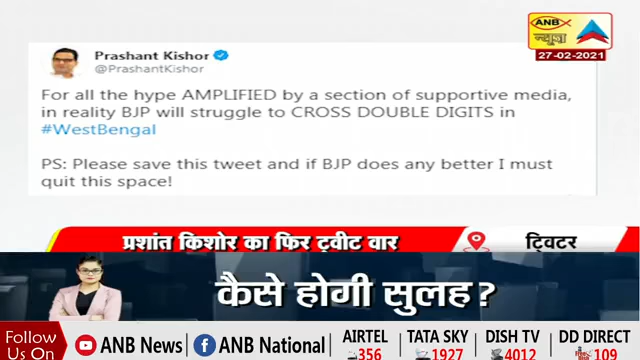 ANB
न्यूज़
27-02-2021
Prashant Kishor
@PrashantKishor
For all the hype AMPLIFIED by a section of supportive media,
in reality BJP will struggle to CROSS DOUBLE DIGITS in
#WestBengal
PS: Please save this tweet and if BJP does any better I must
quit this space!
प्रशांत किशोर का फिर ट्वीट वार
ट्विटर
कैसे होगी सुलह?
Follow
Us On
ANB News
ANB National
AIRTEL
356
TATA SKY
1927
DISH TV
4012
DD DIRECT
109